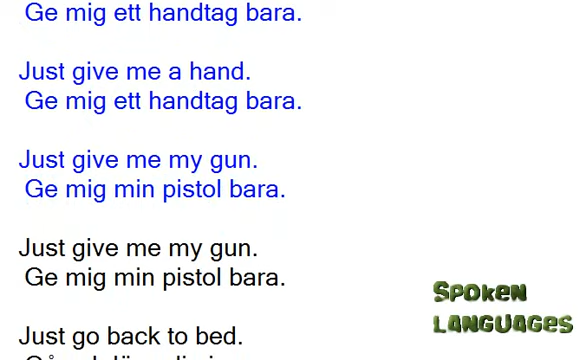 Ge mig ett handtag bara.
Just give me a hand.
Ge mig ett handtag bara.
Just give me my gun.
Ge mig min pistol bara.
Just give me my gun.
Ge mig min pistol bara.
Just go back to bed.
SPOKEN
LANGUAGES